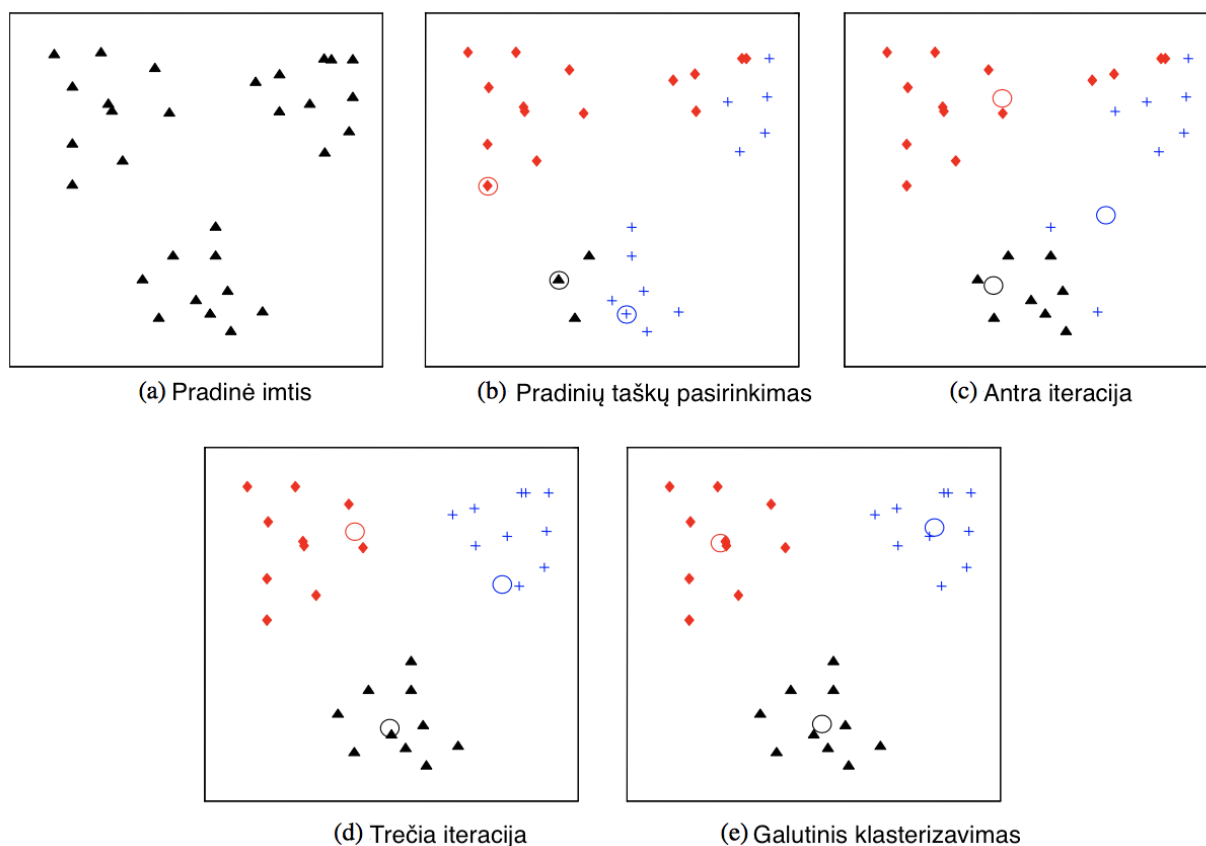 (a) Pradinė imtis
(b) Pradinių taškų pasirinkimas
(c) Antra iteracija
(d) Trečia iteracija
(e) Galutinis klasterizavimas